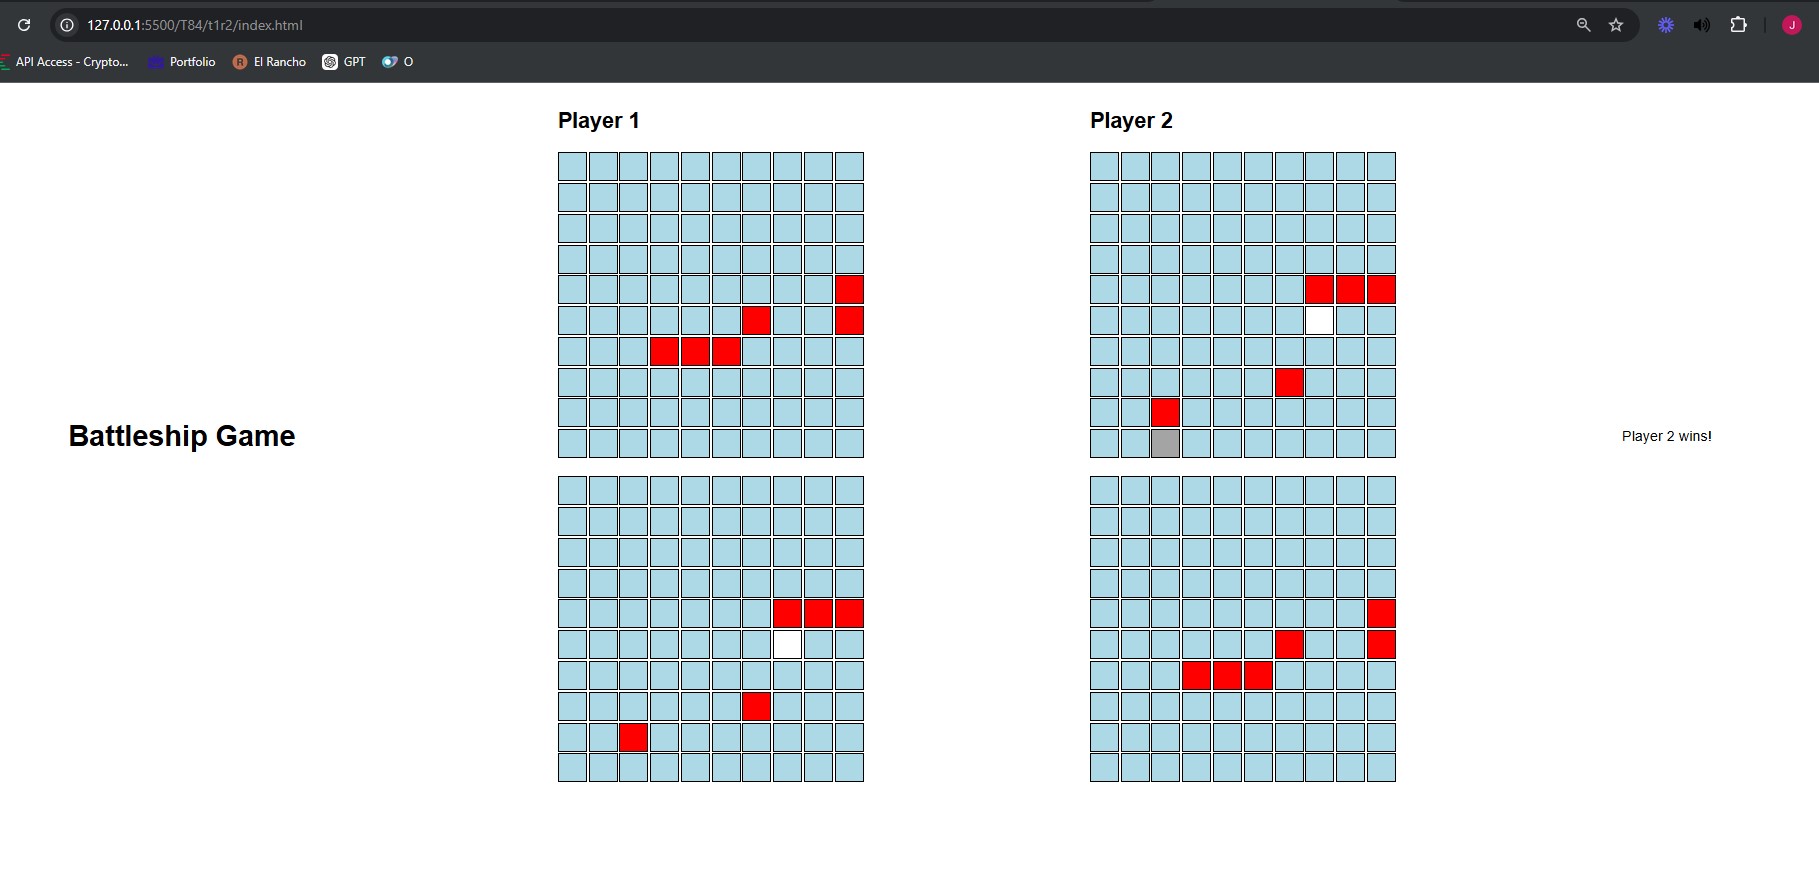 127.0.0.1:5500/T84/t1r2/index.html
J
API Access - Crypto...
Portfolio
R
El Rancho
GPT
O
Player 1
Player 2
Battleship Game
Player 2 wins!